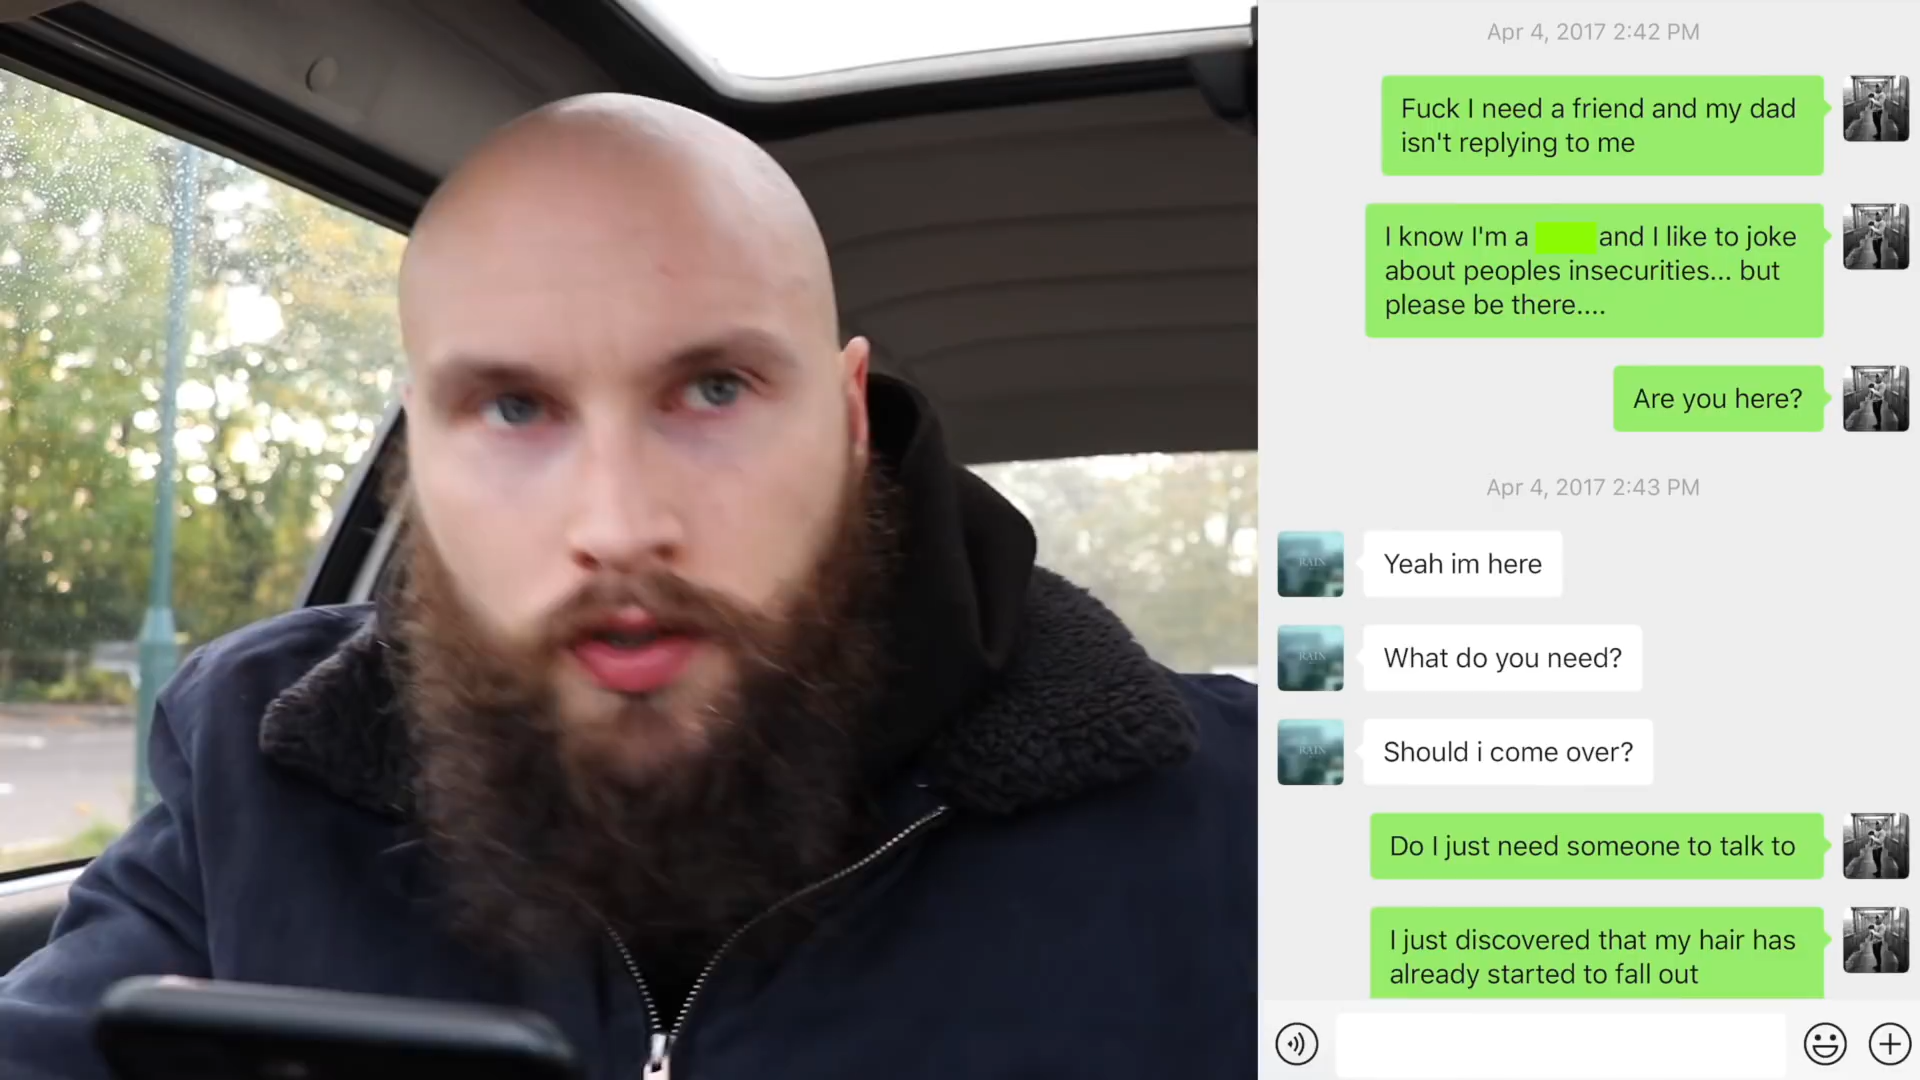 Apr 4, 2017 2:42 PM
Fuck I need a friend and my dad
isn't replying to me
I know I'm a and I like to joke
about peoples insecurities... but
please be there....
Are you here?
Apr 4, 2017 2:43 PM
RAIN
Yeah im here
RAIN
What do you need?
RAIN
Should i come over?
Do I just need someone to talk to
I just discovered that my hair has
already started to fall out